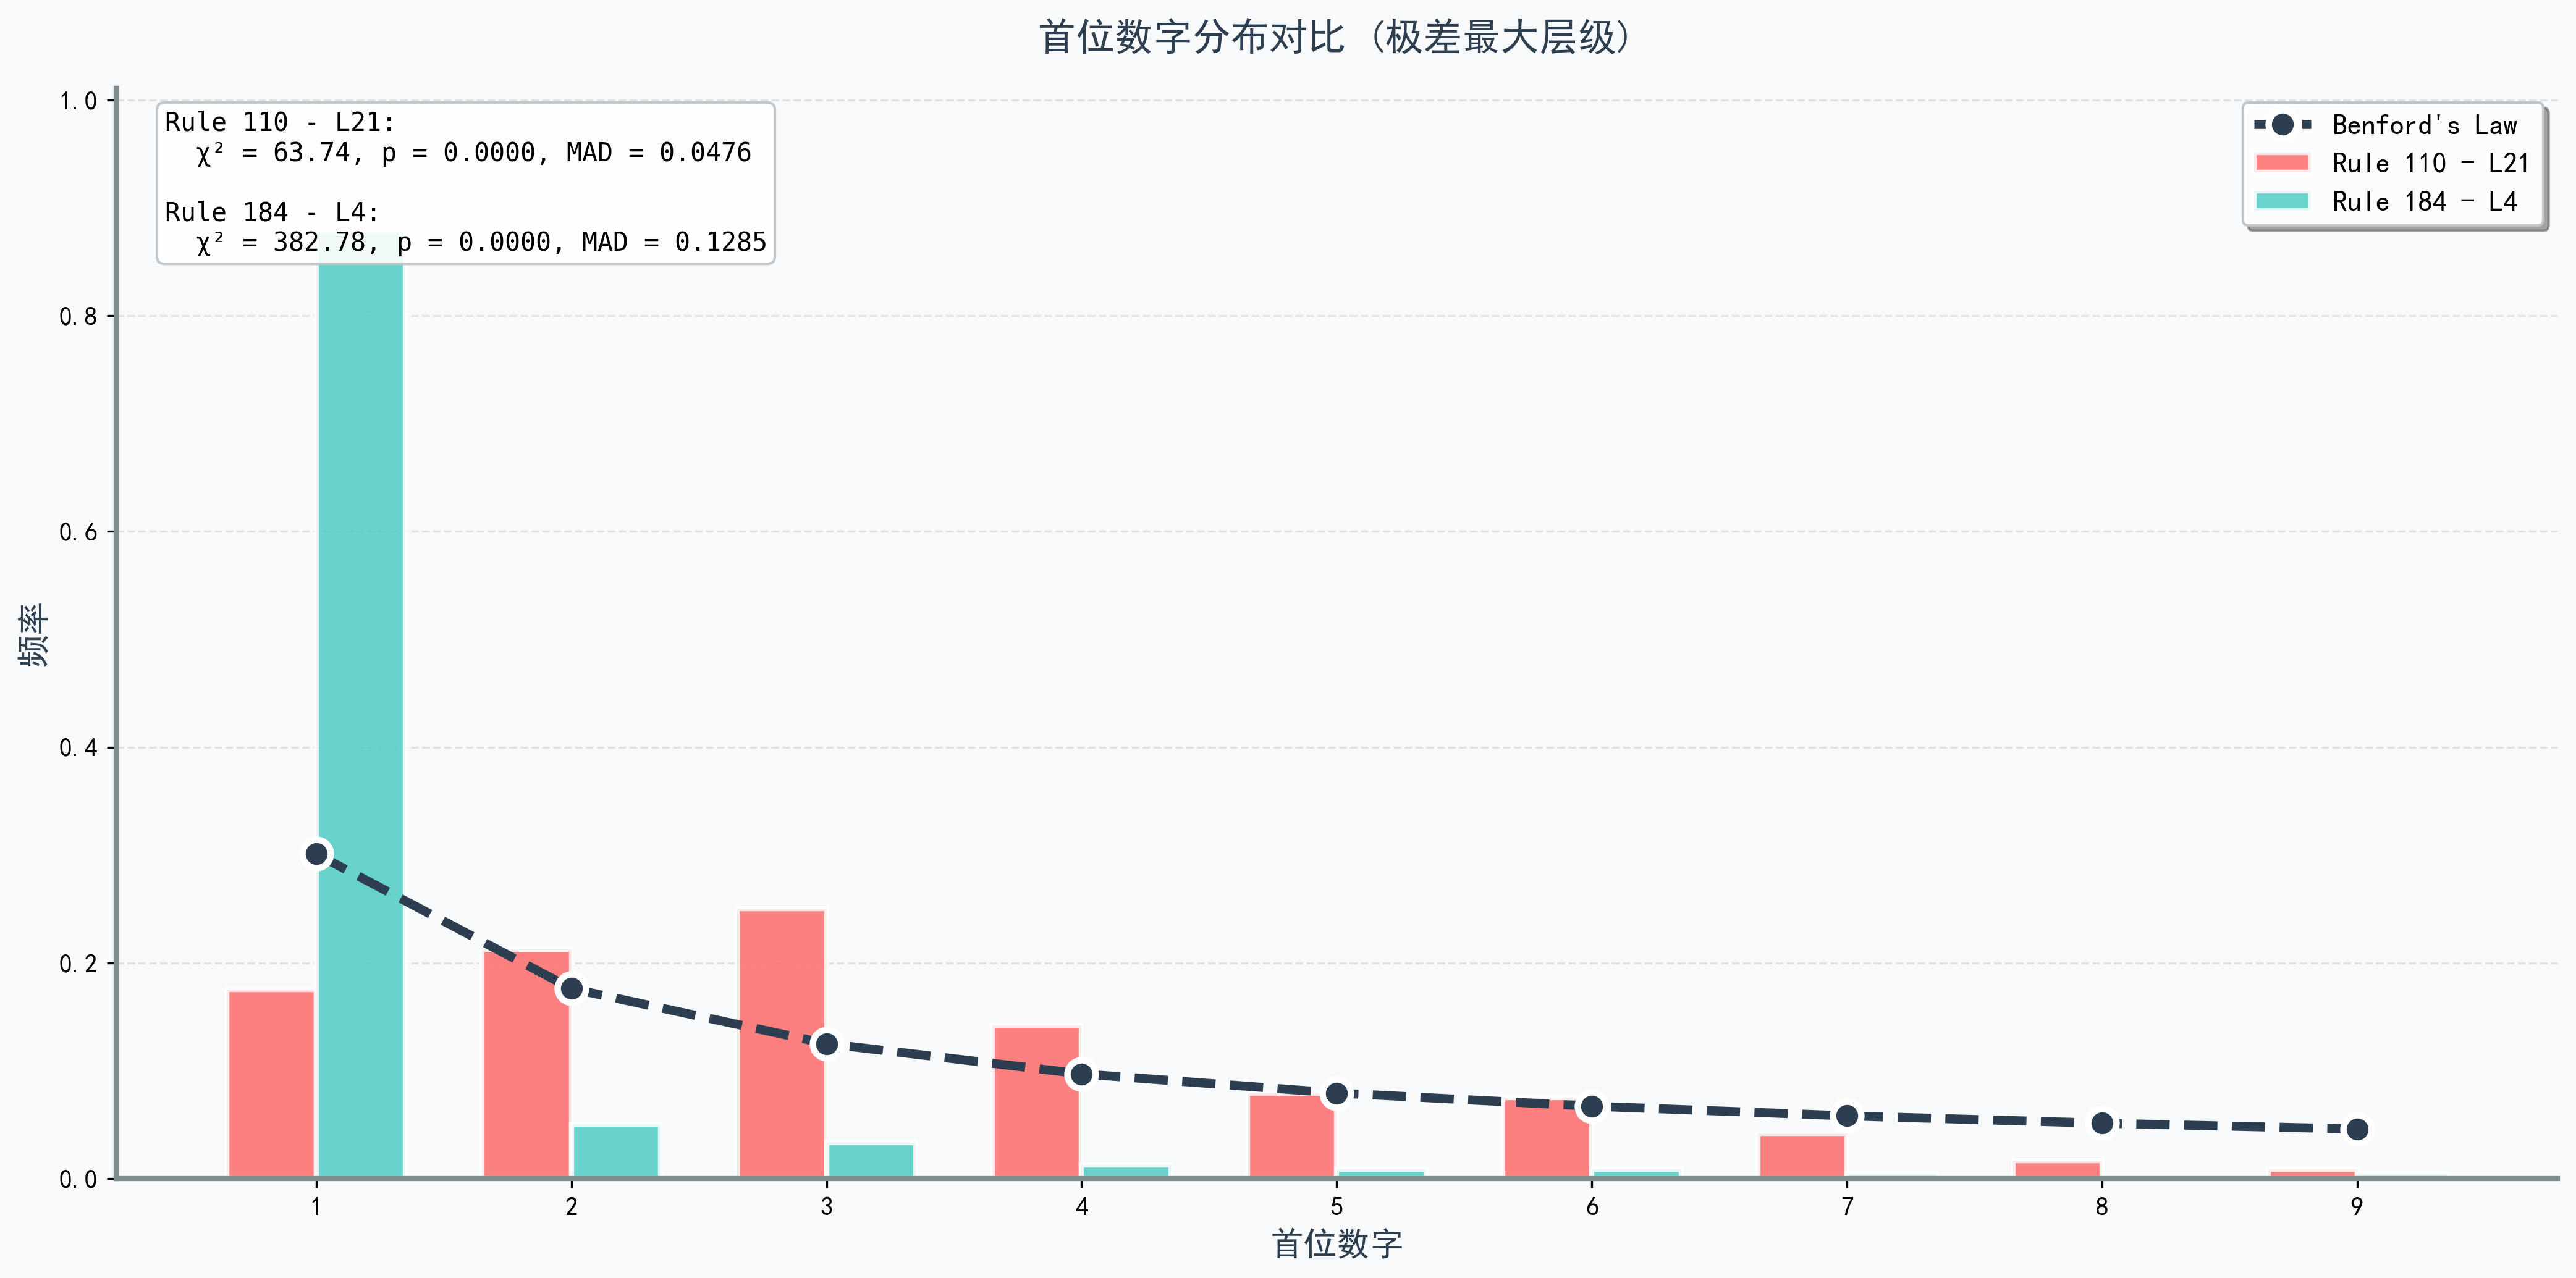 首位数字分布对比 (极差最大层级)
Rule 110 - L21:
χ² = 63.74, p = 0.0000, MAD = 0.0476
Rule 184 - L4:
χ² = 382.78, p = 0.0000, MAD = 0.1285
Benford's Law
Rule 110 - L21
Rule 184 - L4
频率
1.0
0.8
0.6
0.4
0.2
0.0
1 2 3 4 5 6 7 8 9
首位数字